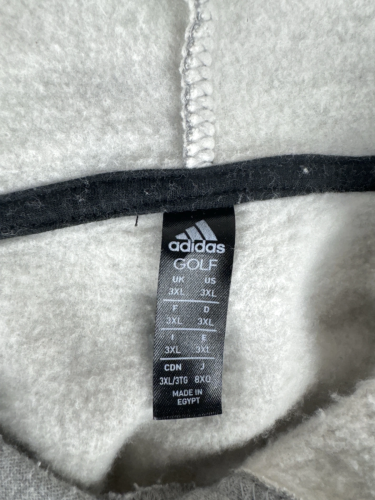 adidas
GOLF
UK US
3XL 3XL
F D
3XL 3XL
I E
3XL 3XL
CDN J
3XL/3TG 8XO
MADE IN
EGYPT